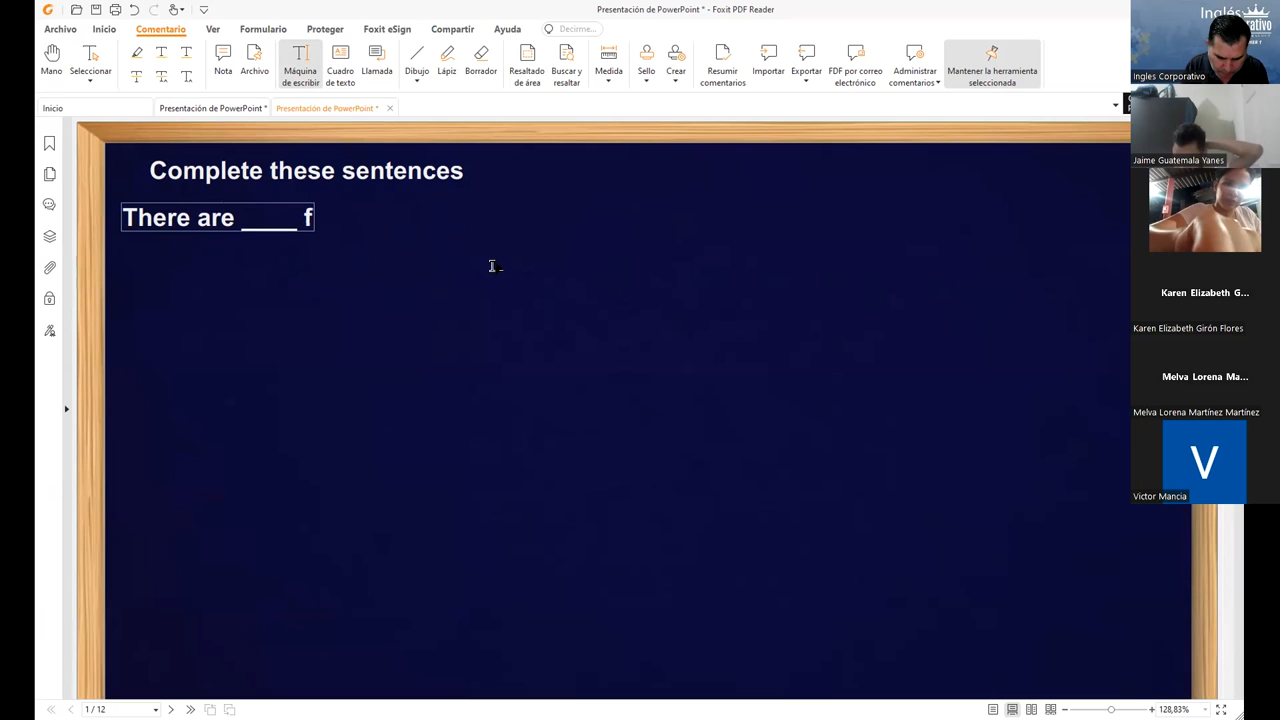 Presentación de PowerPoint * - Foxit PDF Reader
Archivo Inicio Comentario Ver Formulario Proteger Foxit eSign Compartir Ayuda Decirme...
Mano Seleccionar Nota Archivo Máquina de escribir Cuadro de texto Llamada Dibujo Lápiz Borrador Resaltado de área Buscar y resaltar Medida Sello Crear Resumir comentarios Importar Exportar FDF por correo electrónico Administrar comentarios Mantener la herramienta seleccionada
Inicio Presentación de PowerPoint * Presentación de PowerPoint *
Complete these sentences
There are ____ f
Inglés
Ingles Corporativo
Jaime Guatemala Yanes
Karen Elizabeth G...
Karen Elizabeth Girón Flores
Melva Lorena Ma...
Melva Lorena Martínez Martínez
V
Victor Mancia
1 / 12
128,83%